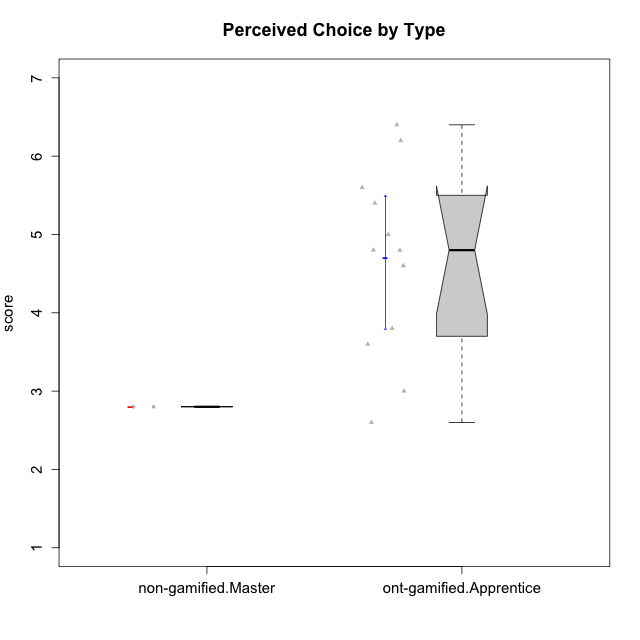 Perceived Choice by Type
7
6
5
4
3
2
1
score
non-gamified.Master
ont-gamified.Apprentice